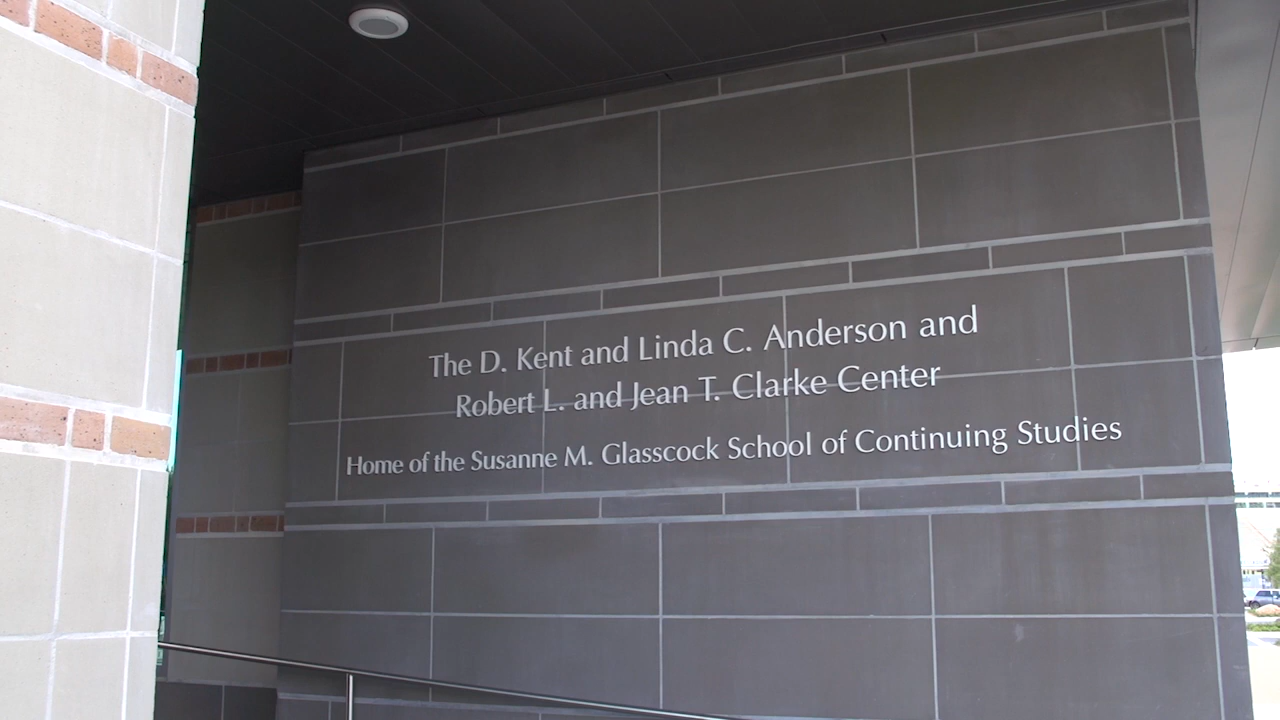 The D. Kent and Linda C. Anderson and
Robert L. and Jean T. Clarke Center
Home of the Susanne M. Glasscock School of Continuing Studies